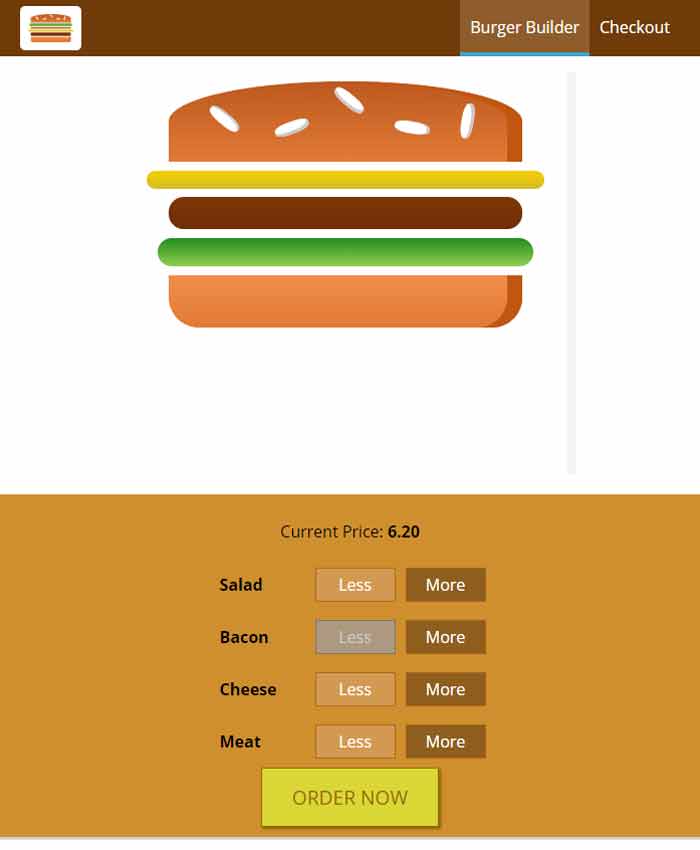 Burger Builder Checkout
Current Price: 6.20
Salad Less More
Bacon Less More
Cheese Less More
Meat Less More
ORDER NOW